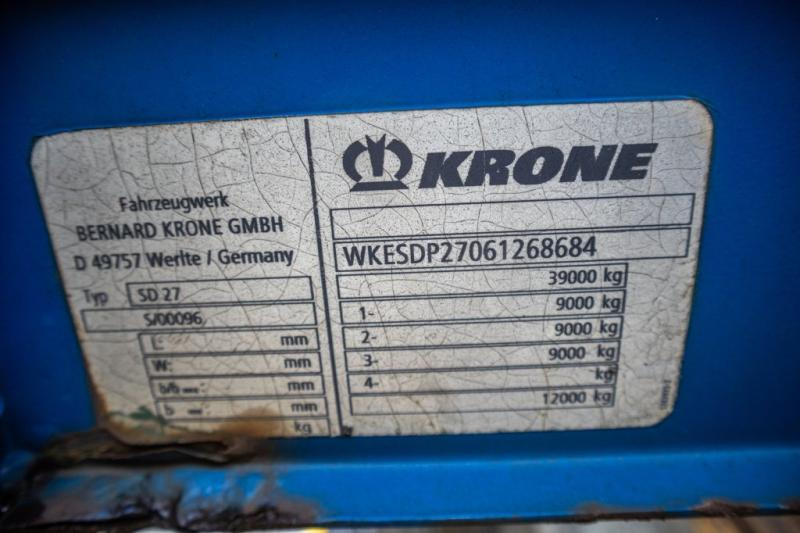 Fahrzeugwerk
BERNARD KRONE GMBH
D 49757 Werlte / Germany
Typ SD 27
S/00096
L: mm
W: mm
b/b : mm
b : mm
kg
KRONE
WKESDP27061268684
39000 kg
1- 9000 kg
2- 9000 kg
3- 9000 kg
4- kg
12000 kg